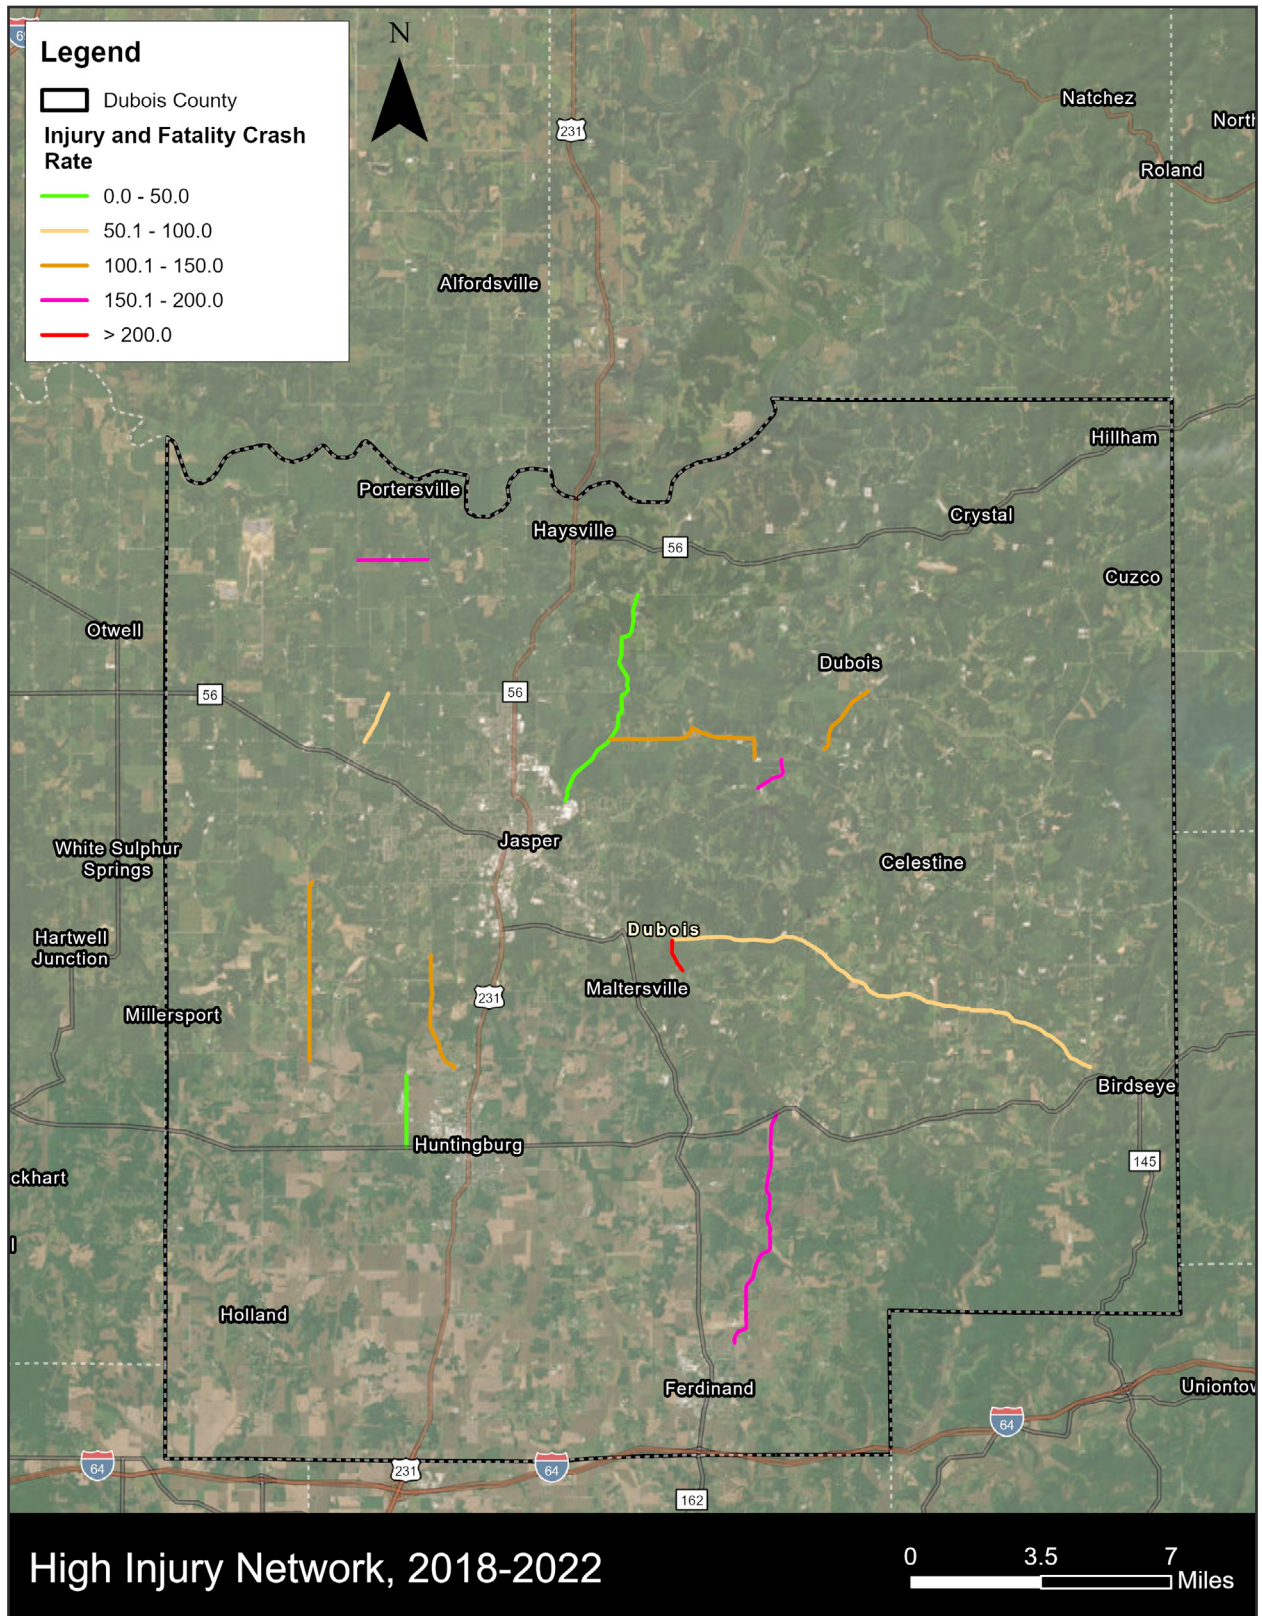 69
Legend
Dubois County
Injury and Fatality Crash
Rate
0.0 - 50.0
50.1 - 100.0
100.1 - 150.0
150.1 - 200.0
> 200.0
N
231
Natchez
North
Roland
Alfordsville
Hillham
Portersville
Crystal
Haysville
56
Cuzco
Otwell
Dubois
56
56
Jasper
White Sulphur
Springs
Celestine
Dubois
Hartwell
Junction
Maltersville
231
Millersport
Birdseye
Huntingburg
145
ckhart
l
Holland
Ferdinand
Uniontow
64
64
231
64
162
High Injury Network, 2018-2022
0 3.5 7
Miles